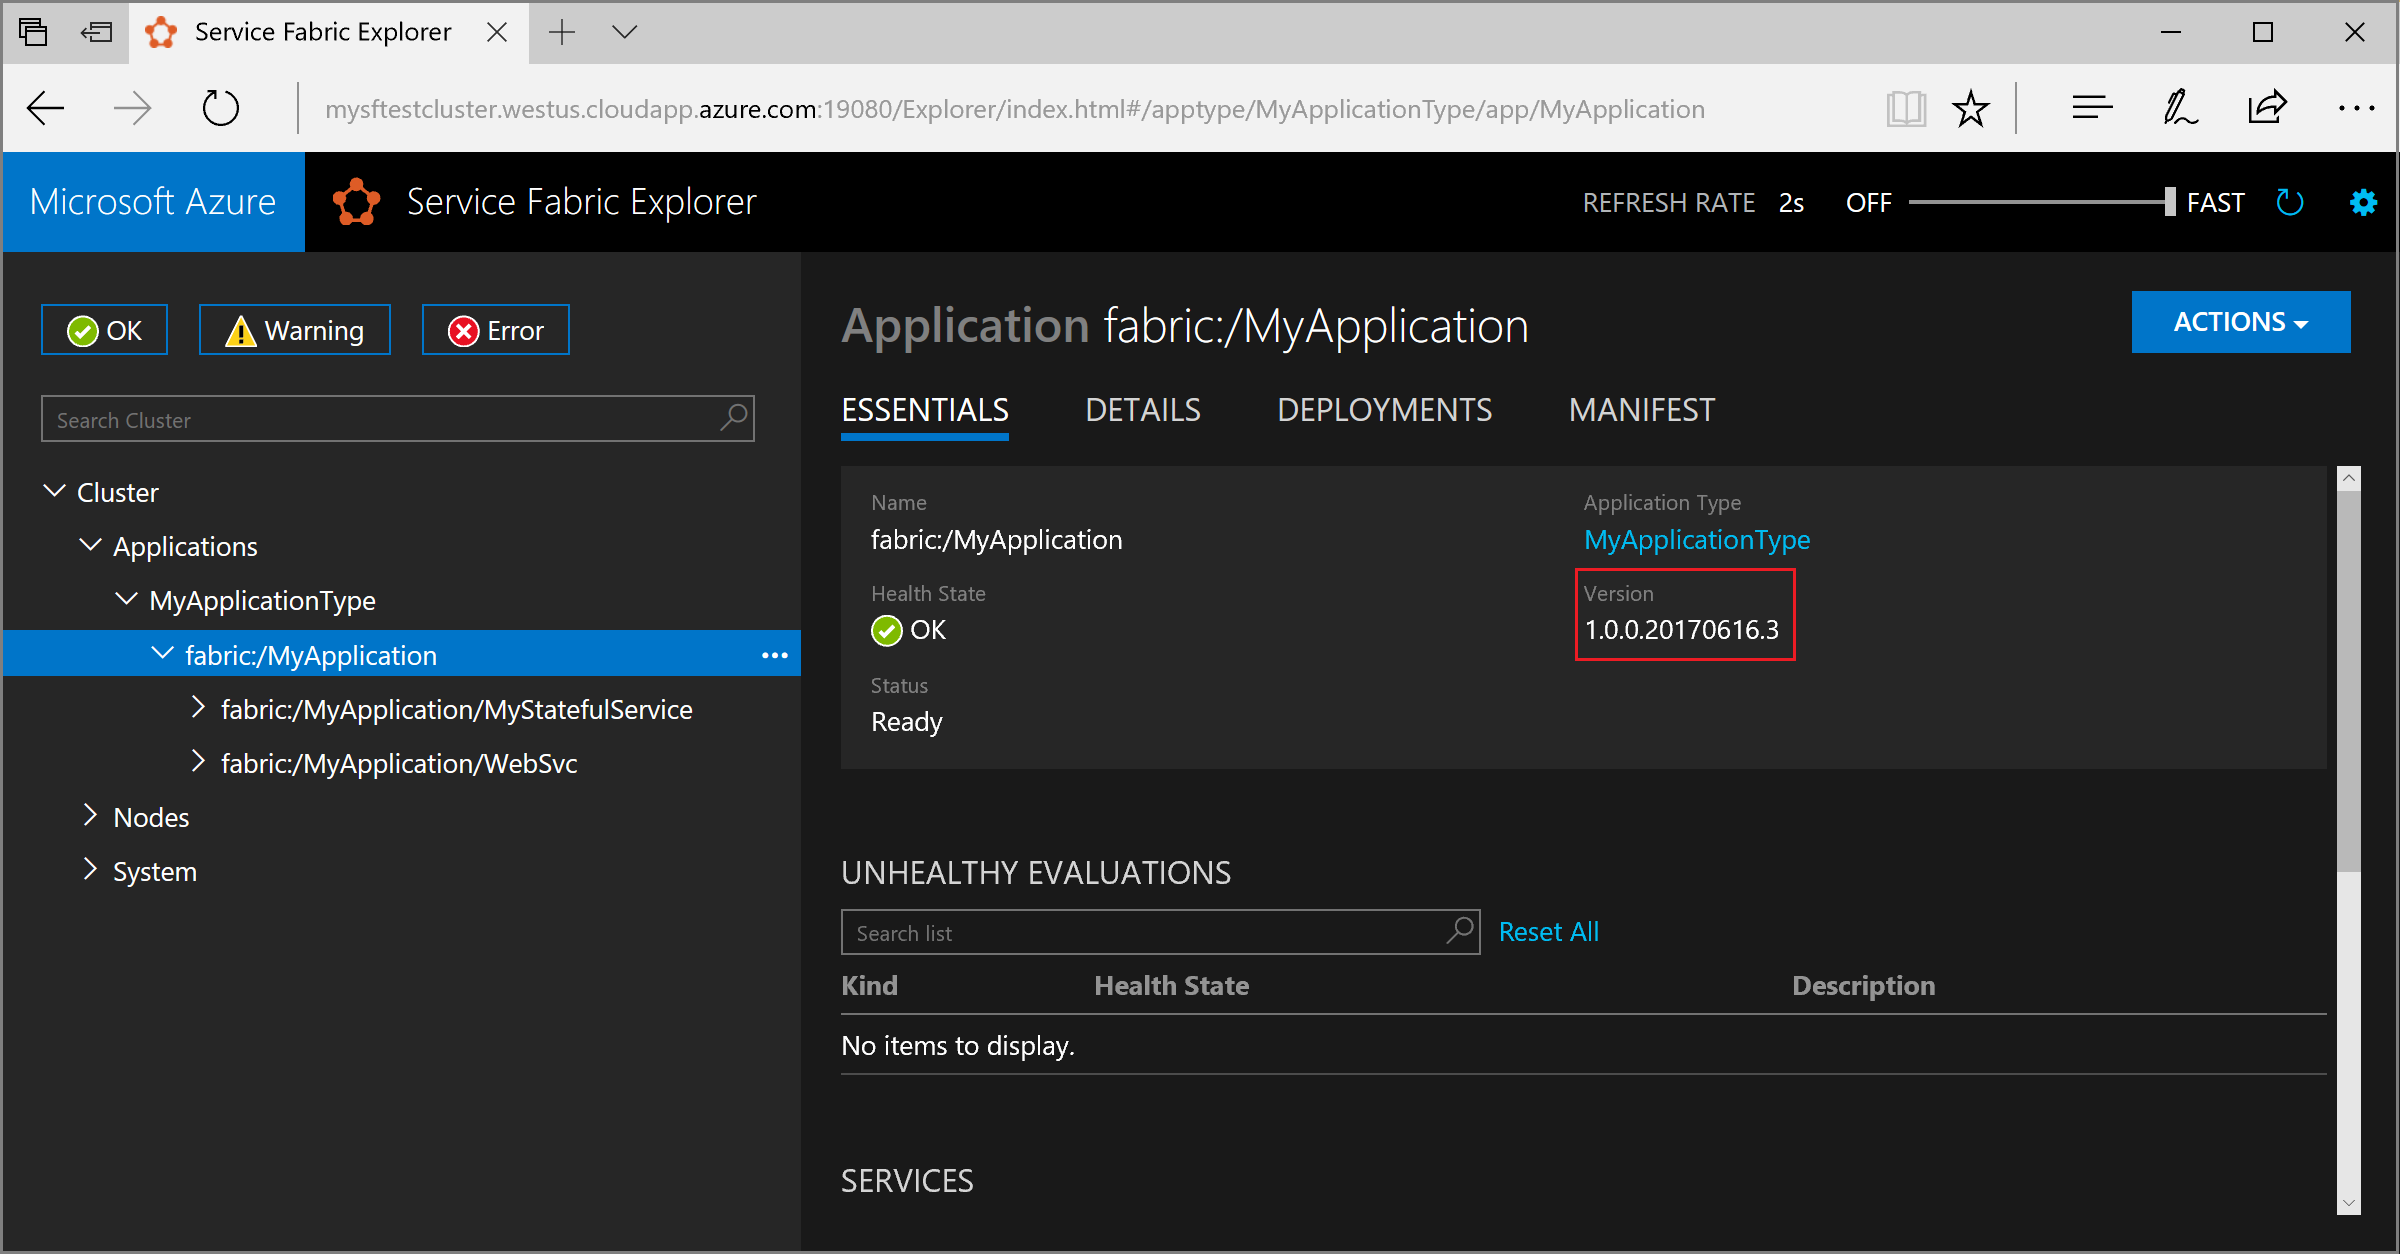 Service Fabric Explorer
mysftestcluster.westus.cloudapp.azure.com:19080/Explorer/index.html#/apptype/MyApplicationType/app/MyApplication
Microsoft Azure
Service Fabric Explorer
REFRESH RATE 2s OFF FAST
OK
Warning
Error
Search Cluster
Cluster
Applications
MyApplicationType
fabric:/MyApplication
fabric:/MyApplication/MyStatefulService
fabric:/MyApplication/WebSvc
Nodes
System
Application fabric:/MyApplication
ACTIONS
ESSENTIALS DETAILS DEPLOYMENTS MANIFEST
Name
fabric:/MyApplication
Health State
OK
Status
Ready
Application Type
MyApplicationType
Version
1.0.0.20170616.3
UNHEALTHY EVALUATIONS
Search list
Reset All
Kind Health State Description
No items to display.
SERVICES